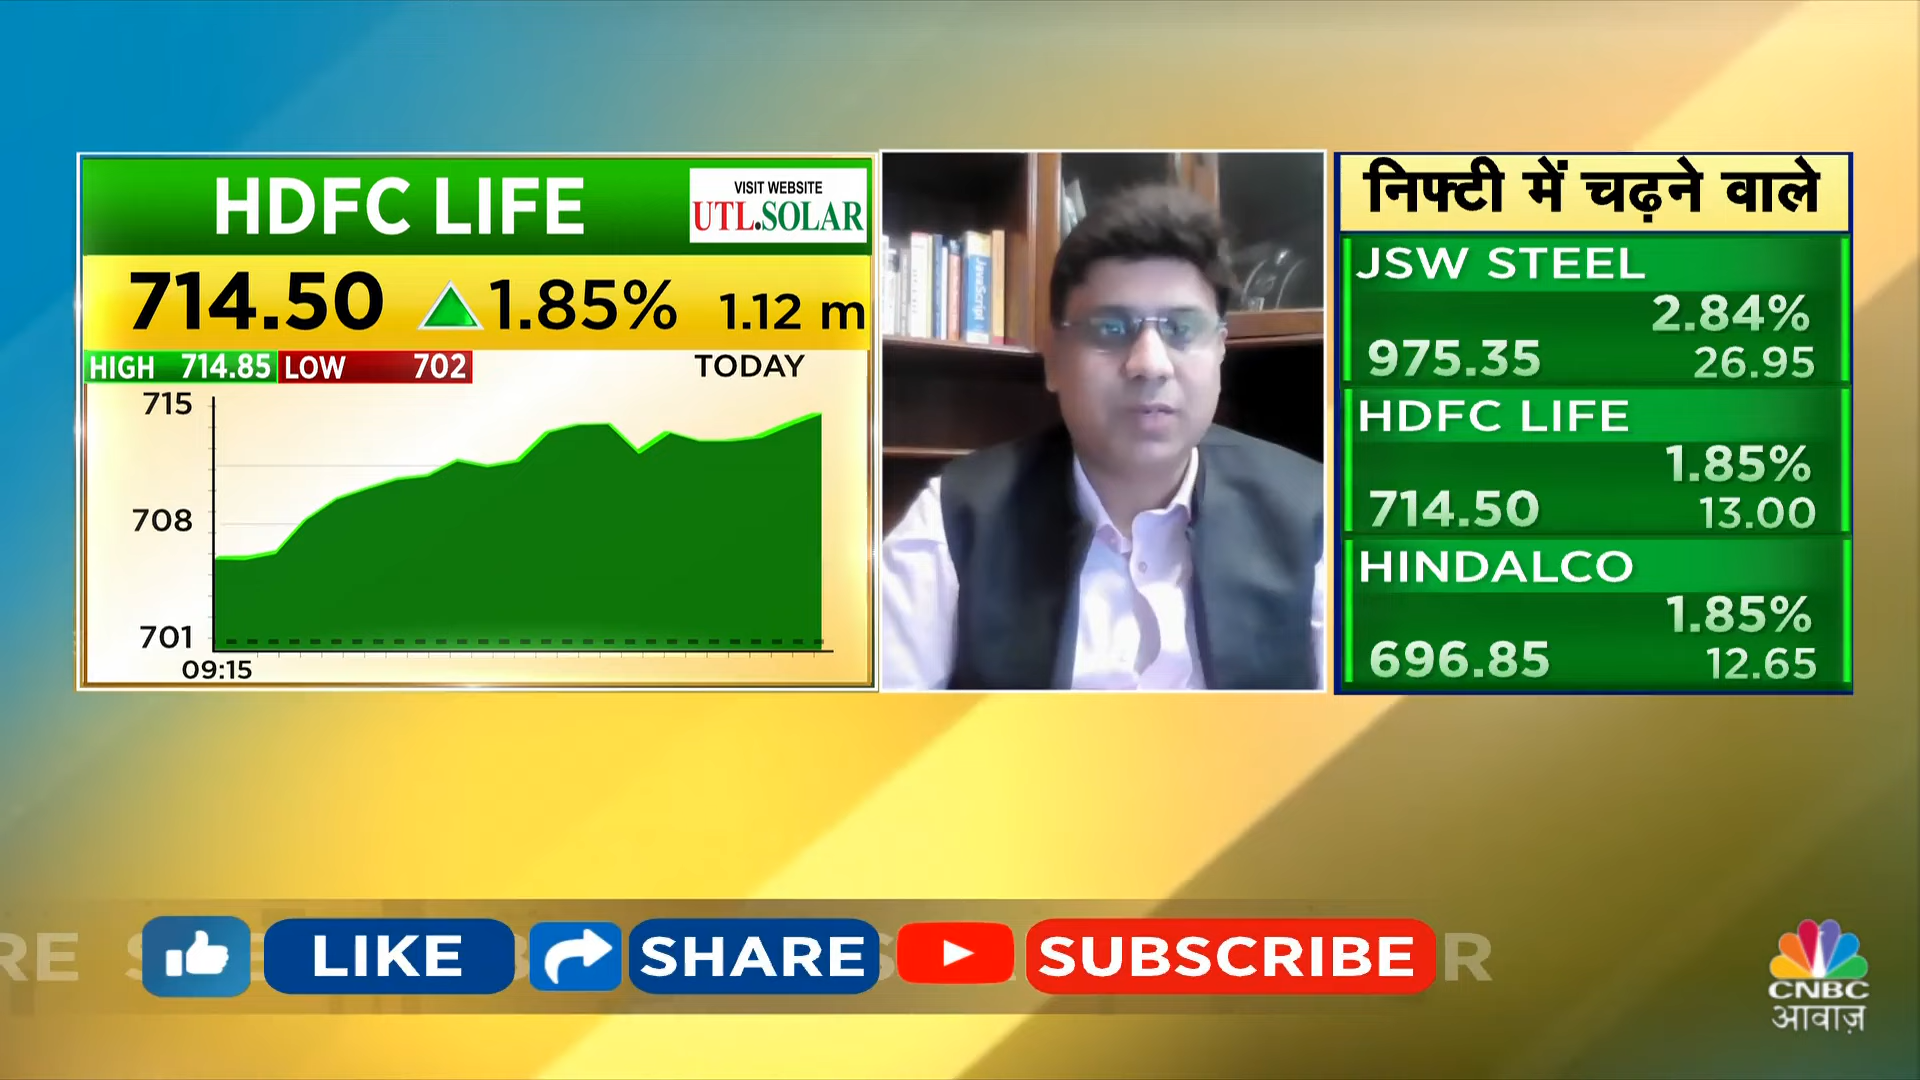 HDFC LIFE
VISIT WEBSITE
UTL.SOLAR
714.50 1.85% 1.12 m
HIGH 714.85 LOW 702 TODAY
715
708
701
09:15
JavaScript
निफ्टी में चढ़ने वाले
JSW STEEL
2.84%
975.35 26.95
HDFC LIFE
1.85%
714.50 13.00
HINDALCO
1.85%
696.85 12.65
LIKE SHARE SUBSCRIBE
CNBC
आवाज़